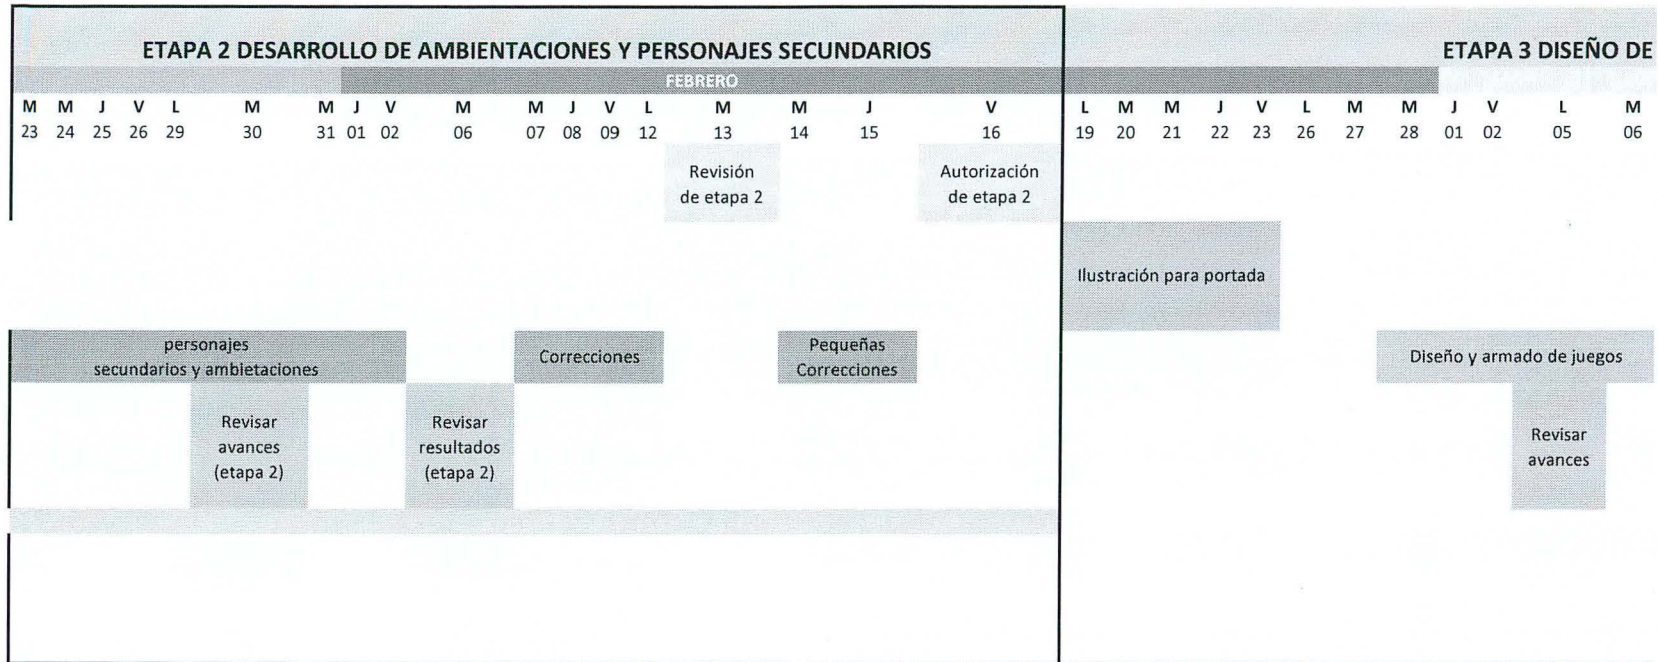 ETAPA 2 DESARROLLO DE AMBIENTACIONES Y PERSONAJES SECUNDARIOS
ETAPA 3 DISEÑO DE
FEBRERO
M M J V L M M J V M M J V L M M J V L M M J V L M M J V L M
23 24 25 26 29 30 31 01 02 06 07 08 09 12 13 14 15 16 19 20 21 22 23 26 27 28 01 02 05 06
Revisión
de etapa 2
Autorización
de etapa 2
Ilustración para portada
personajes
secundarios y ambietaciones
Correcciones
Pequeñas
Correcciones
Diseño y armado de juegos
Revisar
avances
(etapa 2)
Revisar
resultados
(etapa 2)
Revisar
avances